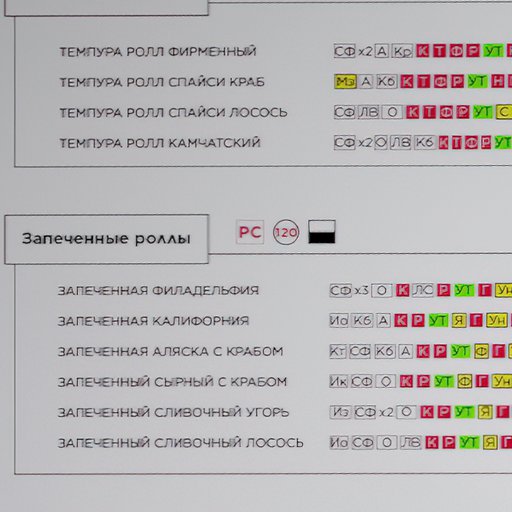 ТЕМПУРА РОЛЛ ФИРМЕННЫЙ СФ x2 А Кр К Т Ф Р УТ
ТЕМПУРА РОЛЛ СПАЙСИ КРАБ Мз А Кб К Т Ф Р УТ Н
ТЕМПУРА РОЛЛ СПАЙСИ ЛОСОСЬ СФ ЛВ О К Т Ф Р УТ С
ТЕМПУРА РОЛЛ КАМЧАТСКИЙ СФ x2 О ЛВ Кб К Т Ф Р УТ
Запеченные роллы РС 120
ЗАПЕЧЕННАЯ ФИЛАДЕЛЬФИЯ СФ x3 О К ЛС Р УТ Г Ун
ЗАПЕЧЕННАЯ КАЛИФОРНИЯ Ио Кб А К Р УТ Я Г Ун
ЗАПЕЧЕННАЯ АЛЯСКА С КРАБОМ Кт СФ Кб А К Р УТ Ф Г
ЗАПЕЧЕННЫЙ СЫРНЫЙ С КРАБОМ Ик СФ О К Р УТ Ф Г Ун
ЗАПЕЧЕННЫЙ СЛИВОЧНЫЙ УГОРЬ Из СФ x2 О К Р УТ Я Г
ЗАПЕЧЕННЫЙ СЛИВОЧНЫЙ ЛОСОСЬ Ио СФ О ЛВ К Р УТ Я Г